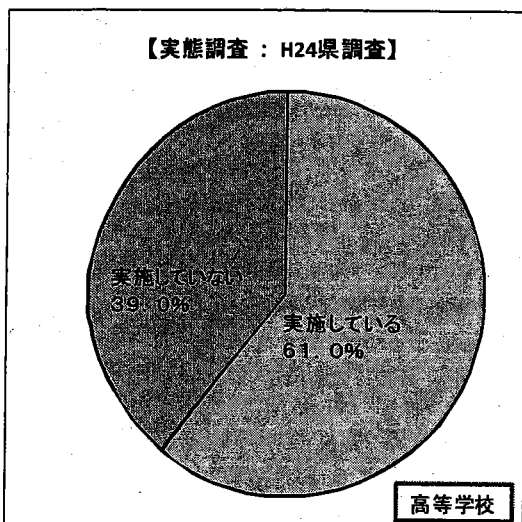 【実態調査 : H24県調査】
実施していない
39.0%
実施している
61.0%
高等学校